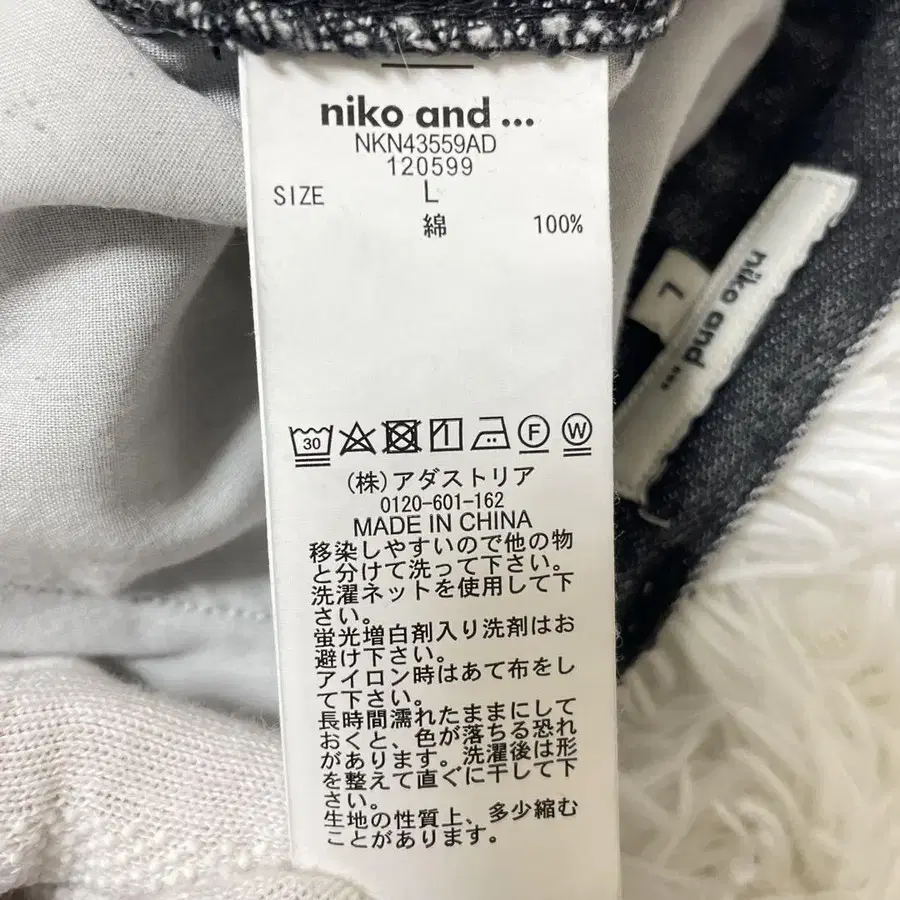 niko and ...
NKN43559AD
120599
SIZE L
綿 100%
30 F W
(株)アダストリア
0120-601-162
MADE IN CHINA
移染しやすいので他の物
と分けて洗って下さい。
洗濯ネットを使用して下
さい。
蛍光増白剤入り洗剤はお
避け下さい。
アイロン時はあて布をし
て下さい。
長時間濡れたままにして
おくと、色が落ちる恐れ
があります。洗濯後は形
を整えて直ぐに干して下
さい。
生地の性質上、多少縮む
ことがあります。
niko and ...
L